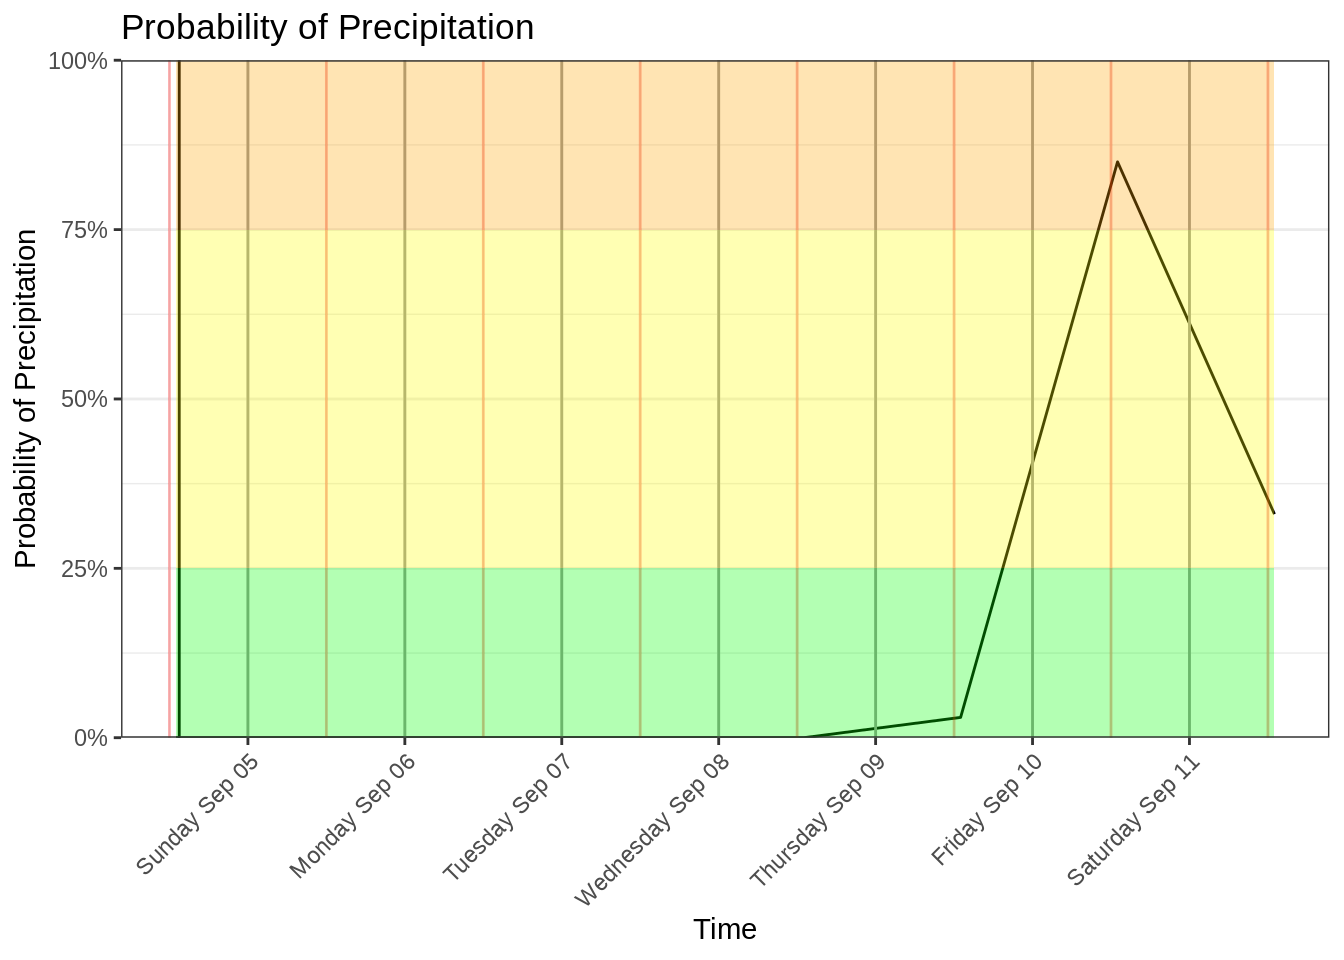 Probability of Precipitation
100%
75%
50%
25%
0%
Probability of Precipitation
Sunday Sep 05
Monday Sep 06
Tuesday Sep 07
Wednesday Sep 08
Thursday Sep 09
Friday Sep 10
Saturday Sep 11
Time